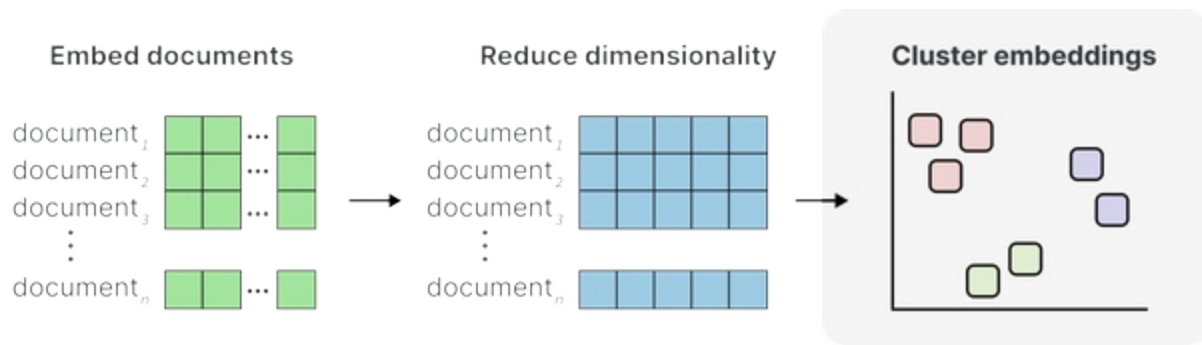 Embed documents
document1
document2
document3
documentn
Reduce dimensionality
document1
document2
document3
documentn
Cluster embeddings